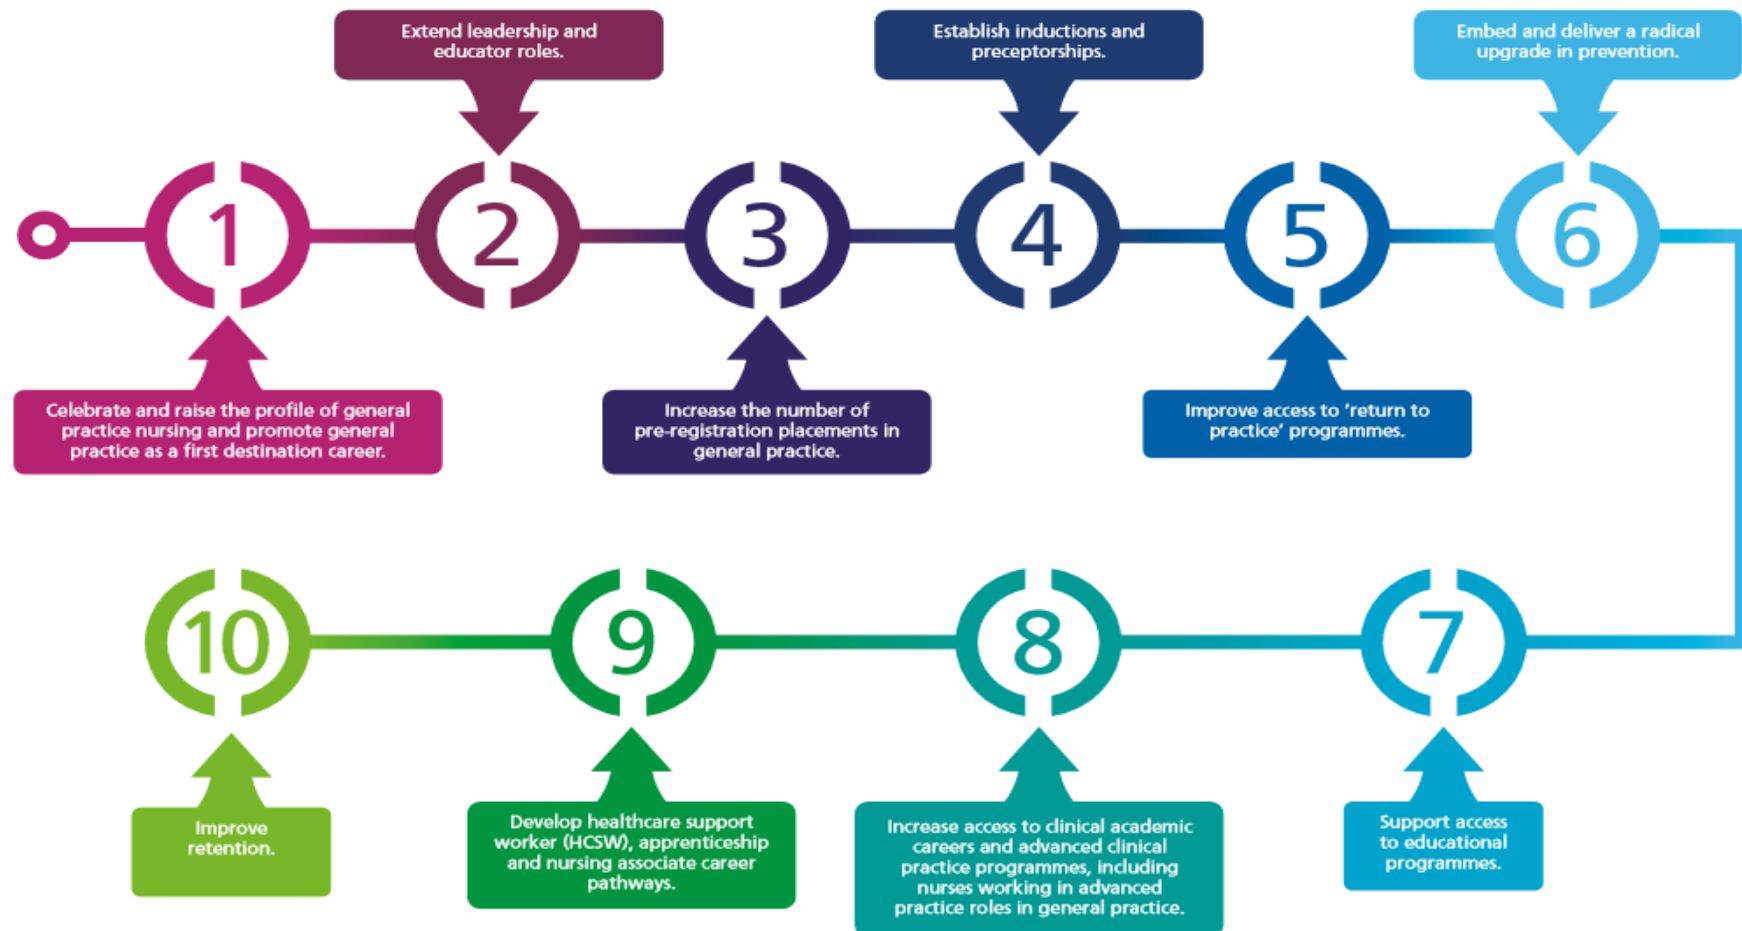 Extend leadership and
educator roles.
Establish inductions and
preceptorships.
Embed and deliver a radical
upgrade in prevention.
1
2
3
4
5
6
Celebrate and raise the profile of general
practice nursing and promote general
practice as a first destination career.
Increase the number of
pre-registration placements in
general practice.
Improve access to ‘return to
practice’ programmes.
10
9
8
7
Improve
retention.
Develop healthcare support
worker (HCSW), apprenticeship
and nursing associate career
pathways.
Increase access to clinical academic
careers and advanced clinical
practice programmes, including
nurses working in advanced
practice roles in general practice.
Support access
to educational
programmes.